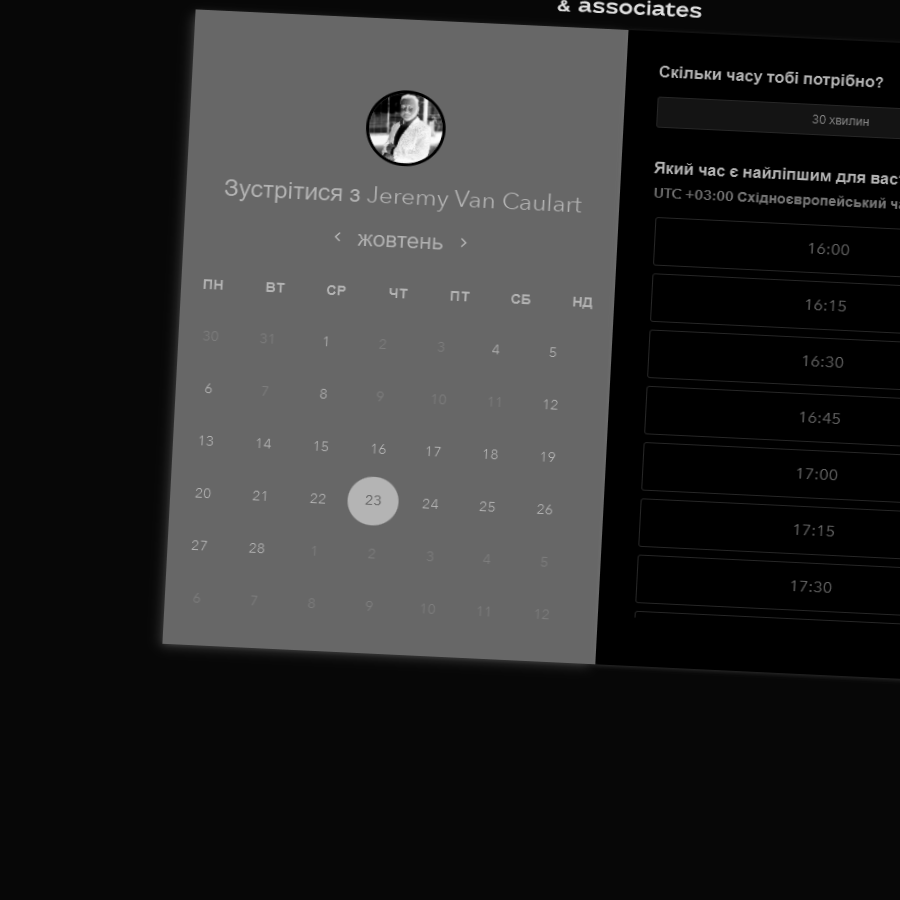 & associates
Зустрітися з Jeremy Van Caulart
‹ жовтень ›
ПН ВТ СР ЧТ ПТ СБ НД
30 31 1 2 3 4 5
6 7 8 9 10 11 12
13 14 15 16 17 18 19
20 21 22 23 24 25 26
27 28 1 2 3 4 5
6 7 8 9 10 11 12
Скільки часу тобі потрібно?
30 хвилин
Який час є найліпшим для вас
UTC +03:00 Східноєвропейський
16:00
16:15
16:30
16:45
17:00
17:15
17:30